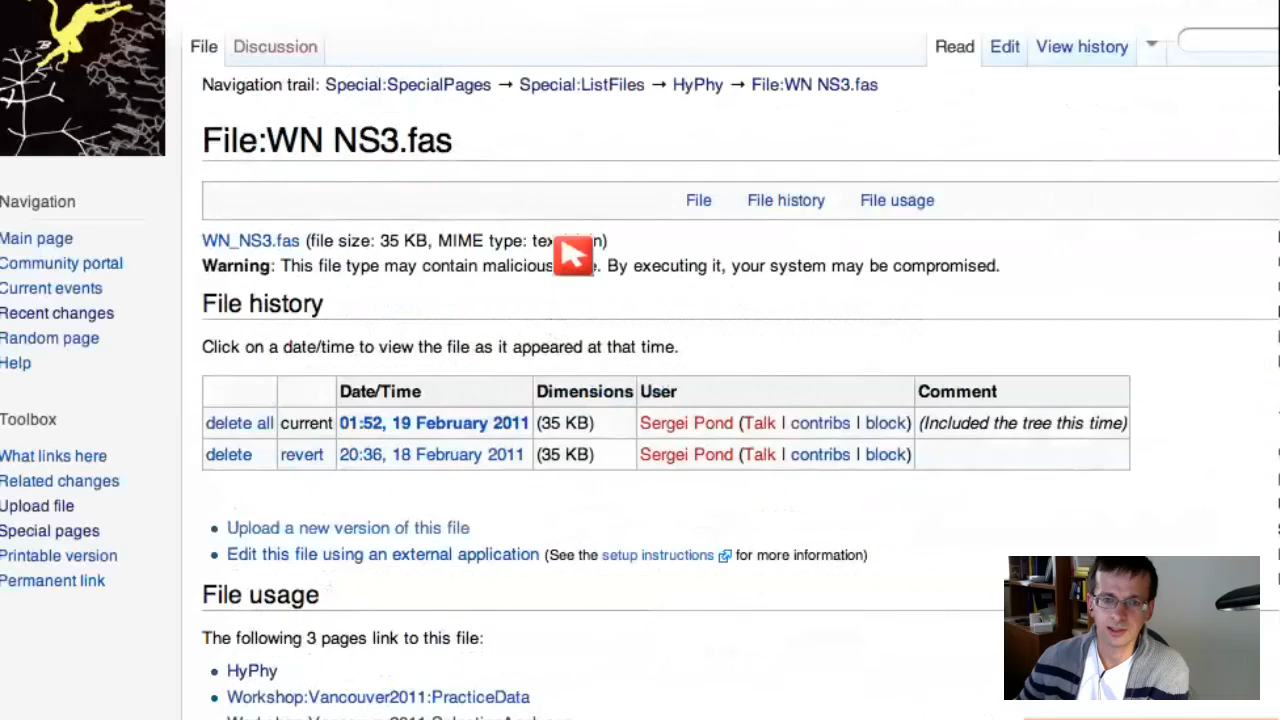 File Discussion Read Edit View history
Navigation trail: Special:SpecialPages → Special:ListFiles → HyPhy → File:WN NS3.fas
File:WN NS3.fas
File File history File usage
WN_NS3.fas (file size: 35 KB, MIME type:
Warning: This file type may contain malicious By executing it, your system may be compromised.
File history
Click on a date/time to view the file as it appeared at that time.
Date/Time Dimensions User Comment
delete all current 01:52, 19 February 2011 (35 KB) Sergei Pond (Talk | contribs | block) (Included the tree this time)
delete revert 20:36, 18 February 2011 (35 KB) Sergei Pond (Talk | contribs | block)
• Upload a new version of this file
• Edit this file using an external application (See the setup instructions for more information)
File usage
The following 3 pages link to this file:
• HyPhy
• Workshop:Vancouver2011:PracticeData
Navigation
Main page
Community portal
Current events
Recent changes
Random page
Help
Toolbox
What links here
Related changes
Upload file
Special pages
Printable version
Permanent link